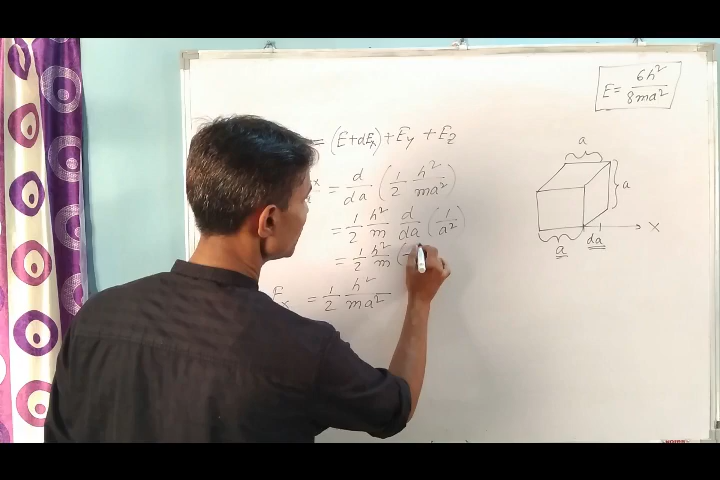 E = 6h²/8ma²
= (E+dEx) + Ey + Ez
x = d/da (1/2 h²/ma²)
= 1/2 h²/m d/da (1/a²)
= 1/2 h²/m (
Ex = 1/2 h²/ma²
a
a
a
da
X